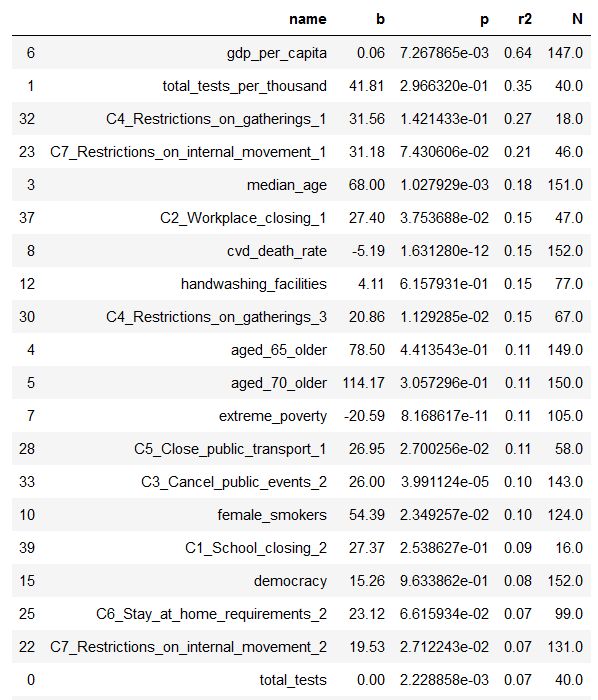 name b p r2 N
6 gdp_per_capita 0.06 7.267865e-03 0.64 147.0
1 total_tests_per_thousand 41.81 2.966320e-01 0.35 40.0
32 C4_Restrictions_on_gatherings_1 31.56 1.421433e-01 0.27 18.0
23 C7_Restrictions_on_internal_movement_1 31.18 7.430606e-02 0.21 46.0
3 median_age 68.00 1.027929e-03 0.18 151.0
37 C2_Workplace_closing_1 27.40 3.753688e-02 0.15 47.0
8 cvd_death_rate -5.19 1.631280e-12 0.15 152.0
12 handwashing_facilities 4.11 6.157931e-01 0.15 77.0
30 C4_Restrictions_on_gatherings_3 20.86 1.129285e-02 0.15 67.0
4 aged_65_older 78.50 4.413543e-01 0.11 149.0
5 aged_70_older 114.17 3.057296e-01 0.11 150.0
7 extreme_poverty -20.59 8.168617e-11 0.11 105.0
28 C5_Close_public_transport_1 26.95 2.700256e-02 0.11 58.0
33 C3_Cancel_public_events_2 26.00 3.991124e-05 0.10 143.0
10 female_smokers 54.39 2.349257e-02 0.10 124.0
39 C1_School_closing_2 27.37 2.538627e-01 0.09 16.0
15 democracy 15.26 9.633862e-01 0.08 152.0
25 C6_Stay_at_home_requirements_2 23.12 6.615934e-02 0.07 99.0
22 C7_Restrictions_on_internal_movement_2 19.53 2.712243e-02 0.07 131.0
0 total_tests 0.00 2.228858e-03 0.07 40.0